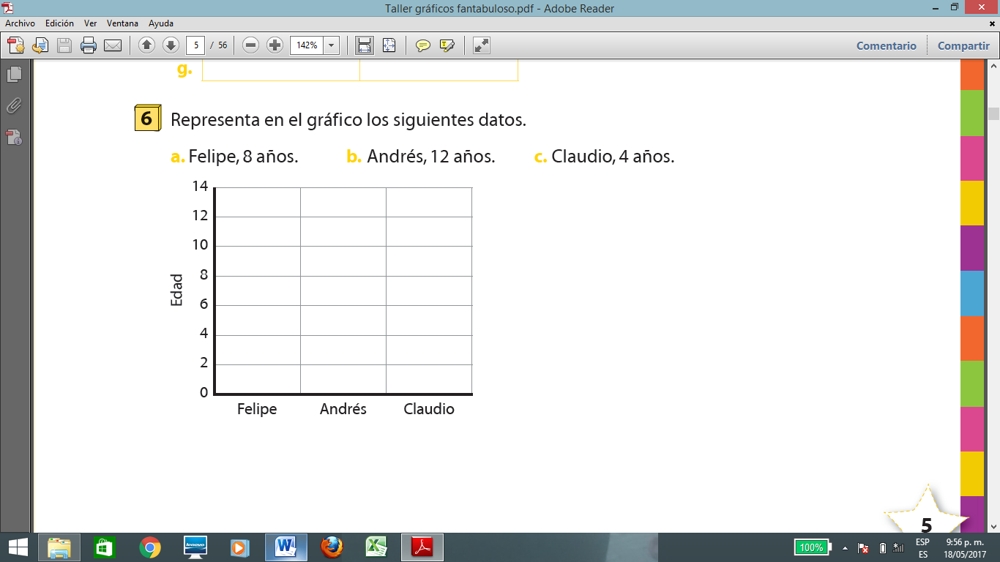 Taller gráficos fantabuloso.pdf - Adobe Reader
Archivo Edición Ver Ventana Ayuda
5 / 56 142% Comentario Compartir
g.
6 Representa en el gráfico los siguientes datos.
a. Felipe, 8 años. b. Andrés, 12 años. c. Claudio, 4 años.
14
12
10
8
Edad
6
4
2
0
Felipe Andrés Claudio
5
lenovo
100%
ESP
ES
9:56 p. m.
18/05/2017